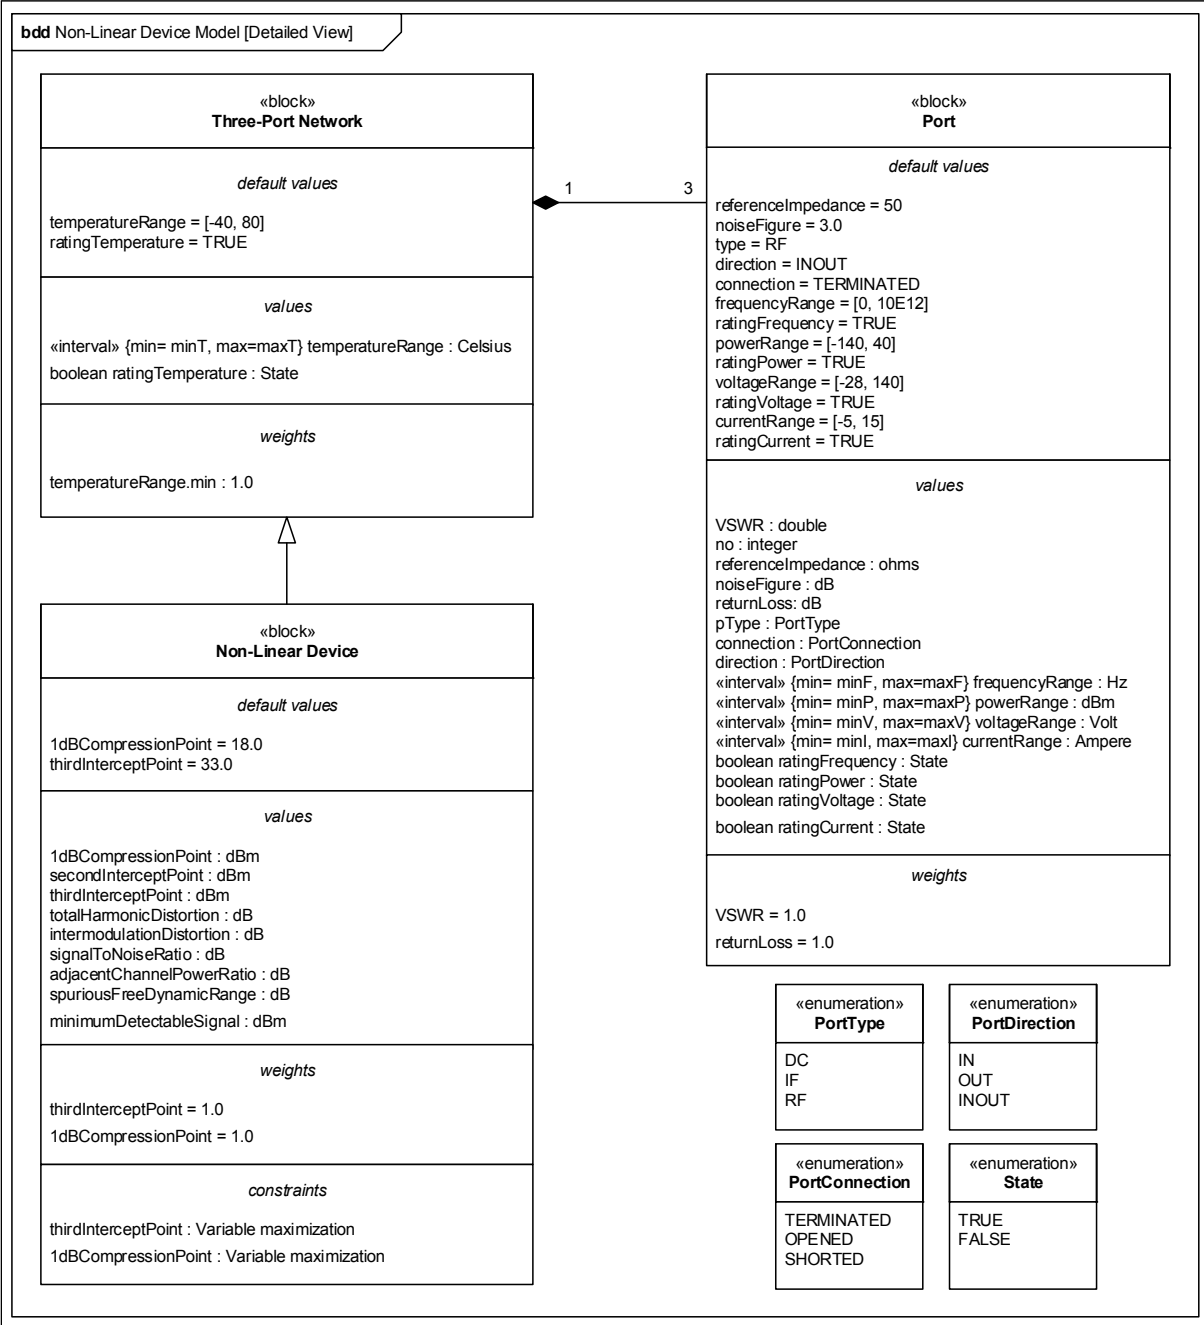 bdd Non-Linear Device Model [Detailed View]
«block»
Three-Port Network
default values
temperatureRange = [-40, 80]
ratingTemperature = TRUE
values
«interval» {min= minT, max=maxT} temperatureRange : Celsius
boolean ratingTemperature : State
weights
temperatureRange.min : 1.0
1
3
«block»
Port
default values
referenceImpedance = 50
noiseFigure = 3.0
type = RF
direction = INOUT
connection = TERMINATED
frequencyRange = [0, 10E12]
ratingFrequency = TRUE
powerRange = [-140, 40]
ratingPower = TRUE
voltageRange = [-28, 140]
ratingVoltage = TRUE
currentRange = [-5, 15]
ratingCurrent = TRUE
values
VSWR : double
no : integer
referenceImpedance : ohms
noiseFigure : dB
returnLoss: dB
pType : PortType
connection : PortConnection
direction : PortDirection
«interval» {min= minF, max=maxF} frequencyRange : Hz
«interval» {min= minP, max=maxP} powerRange : dBm
«interval» {min= minV, max=maxV} voltageRange : Volt
«interval» {min= minI, max=maxI} currentRange : Ampere
boolean ratingFrequency : State
boolean ratingPower : State
boolean ratingVoltage : State
boolean ratingCurrent : State
weights
VSWR = 1.0
returnLoss = 1.0
«block»
Non-Linear Device
default values
1dBCompressionPoint = 18.0
thirdInterceptPoint = 33.0
values
1dBCompressionPoint : dBm
secondInterceptPoint : dBm
thirdInterceptPoint : dBm
totalHarmonicDistortion : dB
intermodulationDistortion : dB
signalToNoiseRatio : dB
adjacentChannelPowerRatio : dB
spuriousFreeDynamicRange : dB
minimumDetectableSignal : dBm
weights
thirdInterceptPoint = 1.0
1dBCompressionPoint = 1.0
constraints
thirdInterceptPoint : Variable maximization
1dBCompressionPoint : Variable maximization
«enumeration»
PortType
DC
IF
RF
«enumeration»
PortDirection
IN
OUT
INOUT
«enumeration»
PortConnection
TERMINATED
OPENED
SHORTED
«enumeration»
State
TRUE
FALSE